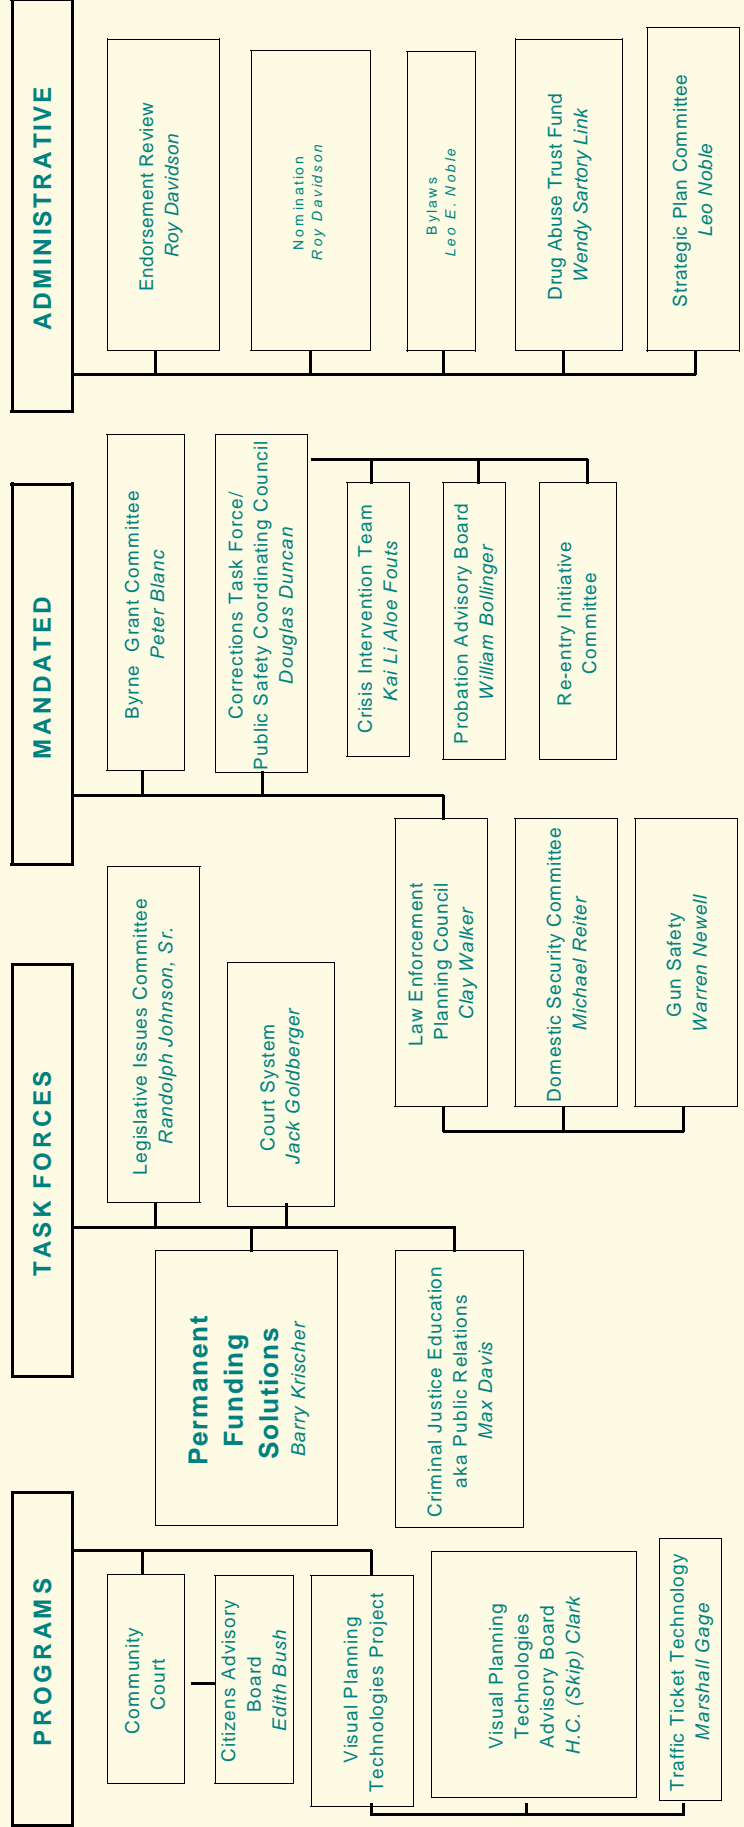 PROGRAMS
Community
Court
Citizens Advisory
Board
Edith Bush
Visual Planning
Technologies Project
Visual Planning
Technologies
Advisory Board
H.C. (Skip) Clark
Traffic Ticket Technology
Marshall Gage
TASK FORCES
Legislative Issues Committee
Randolph Johnson, Sr.
Court System
Jack Goldberger
Permanent
Funding
Solutions
Barry Krischer
Criminal Justice Education
aka Public Relations
Max Davis
MANDATED
Byrne Grant Committee
Peter Blanc
Corrections Task Force/
Public Safety Coordinating Council
Douglas Duncan
Crisis Intervention Team
Kai Li Aloe Fouts
Probation Advisory Board
William Bollinger
Re-entry Initiative
Committee
Law Enforcement
Planning Council
Clay Walker
Domestic Security Committee
Michael Reiter
Gun Safety
Warren Newell
ADMINISTRATIVE
Endorsement Review
Roy Davidson
Nomination
Roy Davidson
Bylaws
Leo E. Noble
Drug Abuse Trust Fund
Wendy Sartory Link
Strategic Plan Committee
Leo Noble